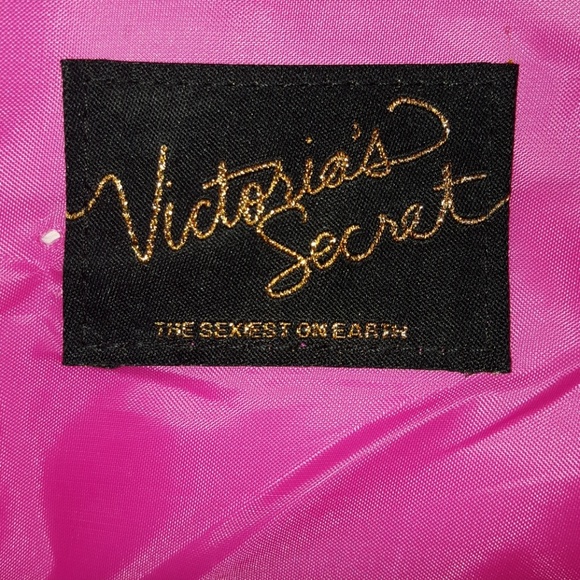 Victoria's
Secret
THE SEXIEST ON EARTH